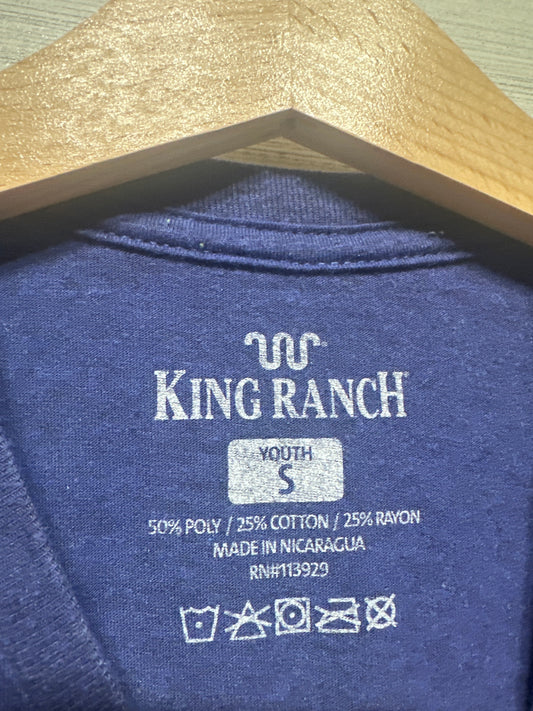 KING RANCH
YOUTH
S
50% POLY / 25% COTTON / 25% RAYON
MADE IN NICARAGUA
RN#113929